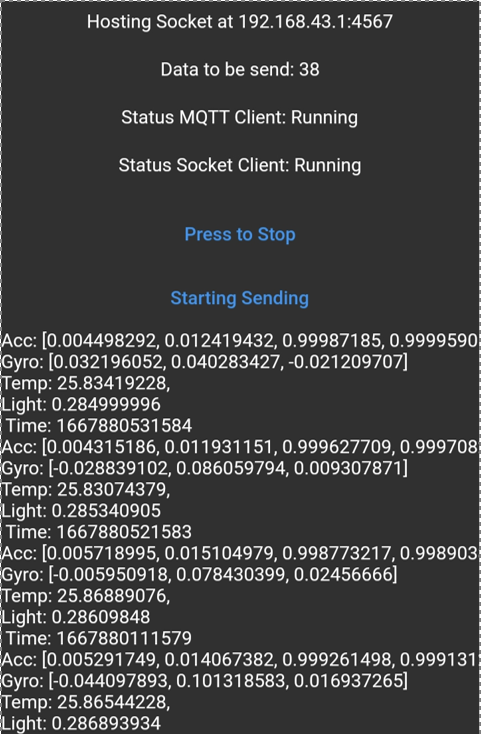 Hosting Socket at 192.168.43.1:4567
Data to be send: 38
Status MQTT Client: Running
Status Socket Client: Running
Press to Stop
Starting Sending
Acc: [0.004498292, 0.012419432, 0.99987185, 0.9999590
Gyro: [0.032196052, 0.040283427, -0.021209707]
Temp: 25.83419228,
Light: 0.284999996
Time: 1667880531584
Acc: [0.004315186, 0.011931151, 0.999627709, 0.999708
Gyro: [-0.028839102, 0.086059794, 0.009307871]
Temp: 25.83074379,
Light: 0.285340905
Time: 1667880521583
Acc: [0.005718995, 0.015104979, 0.998773217, 0.998903
Gyro: [-0.005950918, 0.078430399, 0.02456666]
Temp: 25.86889076,
Light: 0.28609848
Time: 1667880111579
Acc: [0.005291749, 0.014067382, 0.999261498, 0.999131
Gyro: [-0.044097893, 0.101318583, 0.016937265]
Temp: 25.86544228,
Light: 0.286893934